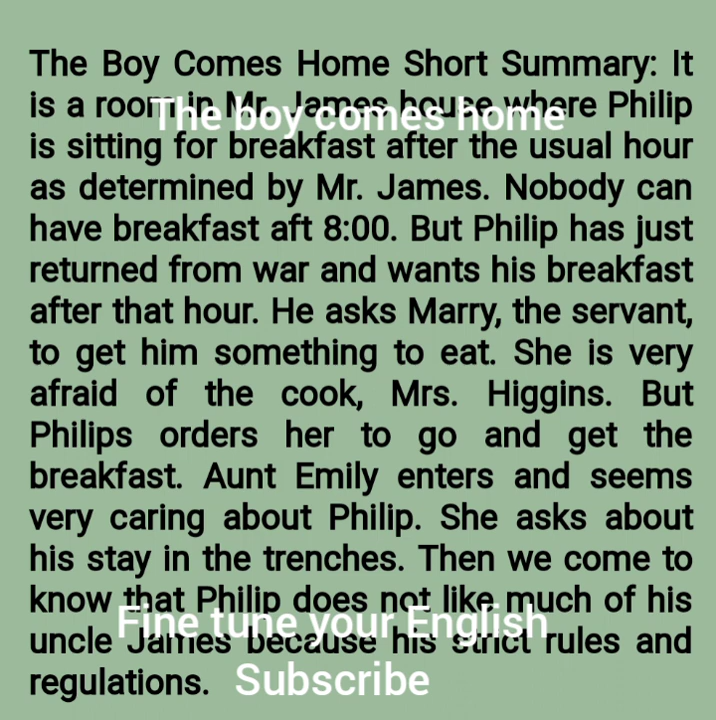 The Boy Comes Home Short Summary: It
is a room in Mr. James house where Philip
The boy comes home
is sitting for breakfast after the usual hour
as determined by Mr. James. Nobody can
have breakfast aft 8:00. But Philip has just
returned from war and wants his breakfast
after that hour. He asks Marry, the servant,
to get him something to eat. She is very
afraid of the cook, Mrs. Higgins. But
Philips orders her to go and get the
breakfast. Aunt Emily enters and seems
very caring about Philip. She asks about
his stay in the trenches. Then we come to
know that Philip does not like much of his
Fine tune your English
uncle James because his strict rules and
regulations.
Subscribe